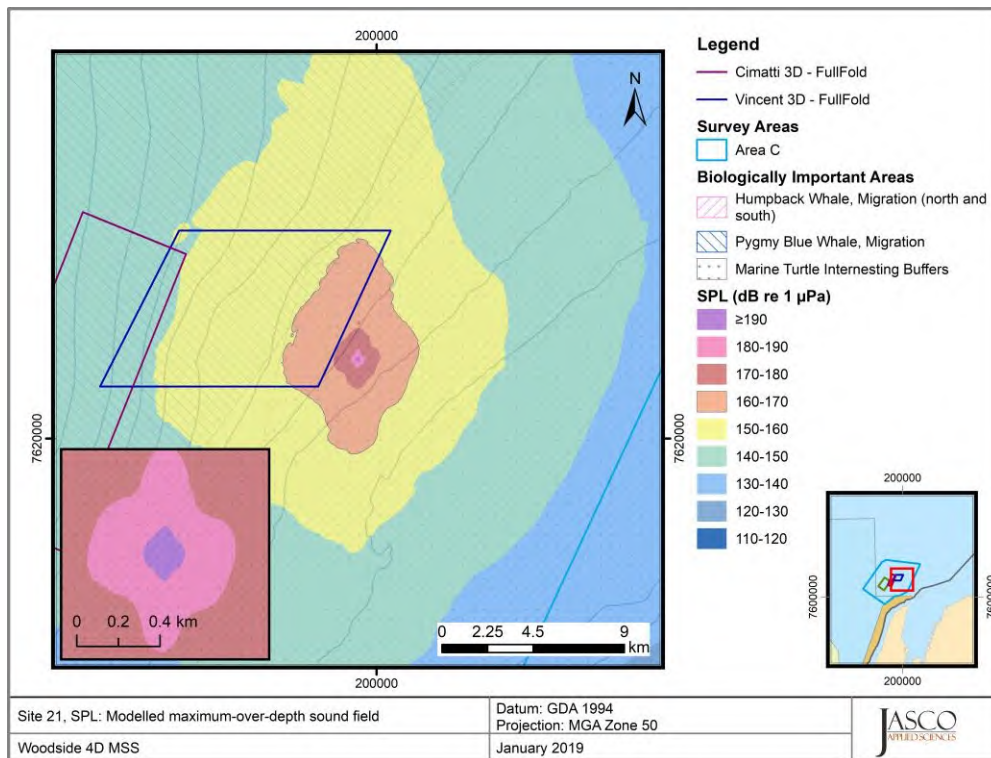 200000
N
7620000
7620000
0 0.2 0.4 km
0 2.25 4.5 9
km
200000
Legend
Cimatti 3D - FullFold
Vincent 3D - FullFold
Survey Areas
Area C
Biologically Important Areas
Humpback Whale, Migration (north and
south)
Pygmy Blue Whale, Migration
Marine Turtle Internesting Buffers
SPL (dB re 1 µPa)
≥190
180-190
170-180
160-170
150-160
140-150
130-140
120-130
110-120
200000
7600000
7600000
200000
Site 21, SPL: Modelled maximum-over-depth sound field
Datum: GDA 1994
Projection: MGA Zone 50
Woodside 4D MSS
January 2019
JASCO
APPLIED SCIENCES